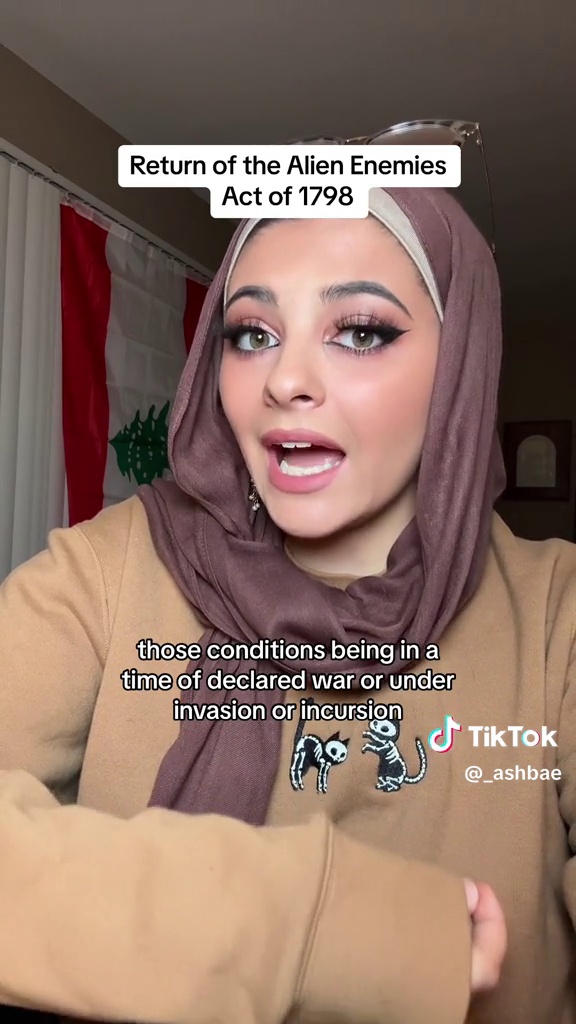 Return of the Alien Enemies
Act of 1798
those conditions being in a
time of declared war or under
invasion or incursion
TikTok
@_ashbae